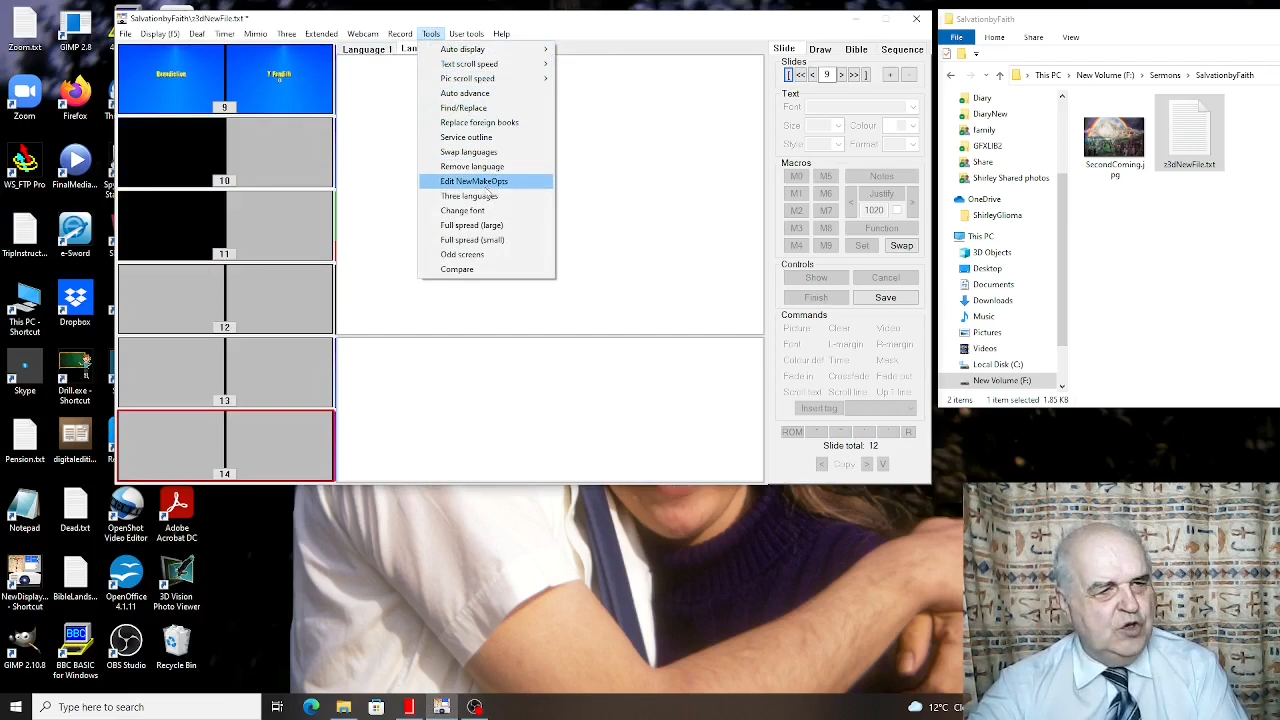 Zoom.txt
GIMP 2.8
Zoom
Firefox
WS_FTP Pro
FinalMedia...
TripInstruct...
e-Sword
This PC - Shortcut
Dropbox
Skype
Drill.exe - Shortcut
Pension.txt
digitalediti...
Notepad
Dead.txt
OpenShot Video Editor
Adobe Acrobat DC
NewDisplay... - Shortcut
BibleLands...
OpenOffice 4.1.11
3D Vision Photo Viewer
GIMP 2.10.8
BBC BASIC for Windows
OBS Studio
Recycle Bin
SalvationbyFaith\z3dNewFile.txt *
File Display (f5) Deaf Timer Mimio Three Extended Webcam Record Tools User tools Help
Benediction
9
10
11
12
13
14
Language 1
Auto display
Text scroll speed
Pic scroll speed
Auto advance
Find/Replace
Replace foreign books
Service outline
Swap languages
Remove language
Edit NewMakeOpts
Three languages
Change font
Full spread (large)
Full spread (small)
Odd screens
Compare
Slide Draw Bible Sequence
Slides
[ << < 9 > >> ] + -
Text
Font
Size Colour
Style Format
Macros
M0 M5 Notes
M1 M6 Justify
M2 M7 < 1020 >
M3 M8 Function
M4 M9 Set Swap
Controls
Show Cancel
Finish Save
Commands
Picture Clear Video
Font L-margin R-margin
Colour def Time Mask
Fade in Crossfade Fade out
Scroll text Scroll Up 1 line
Insert tag
ROM R
Slide total: 12
< Copy > V
SalvationbyFaith
File Home Share View
This PC > New Volume (F:) > Sermons > SalvationbyFaith
Diary
DiaryNew
family
GFXLIB2
Share
Shirley Shared photos
OneDrive
ShirleyGlioma
This PC
3D Objects
Desktop
Documents
Downloads
Music
Pictures
Videos
Local Disk (C:)
New Volume (F:)
SecondComing.jpg
z3dNewFile.txt
2 items 1 item selected 1.85 KB
Type here to search
12°C